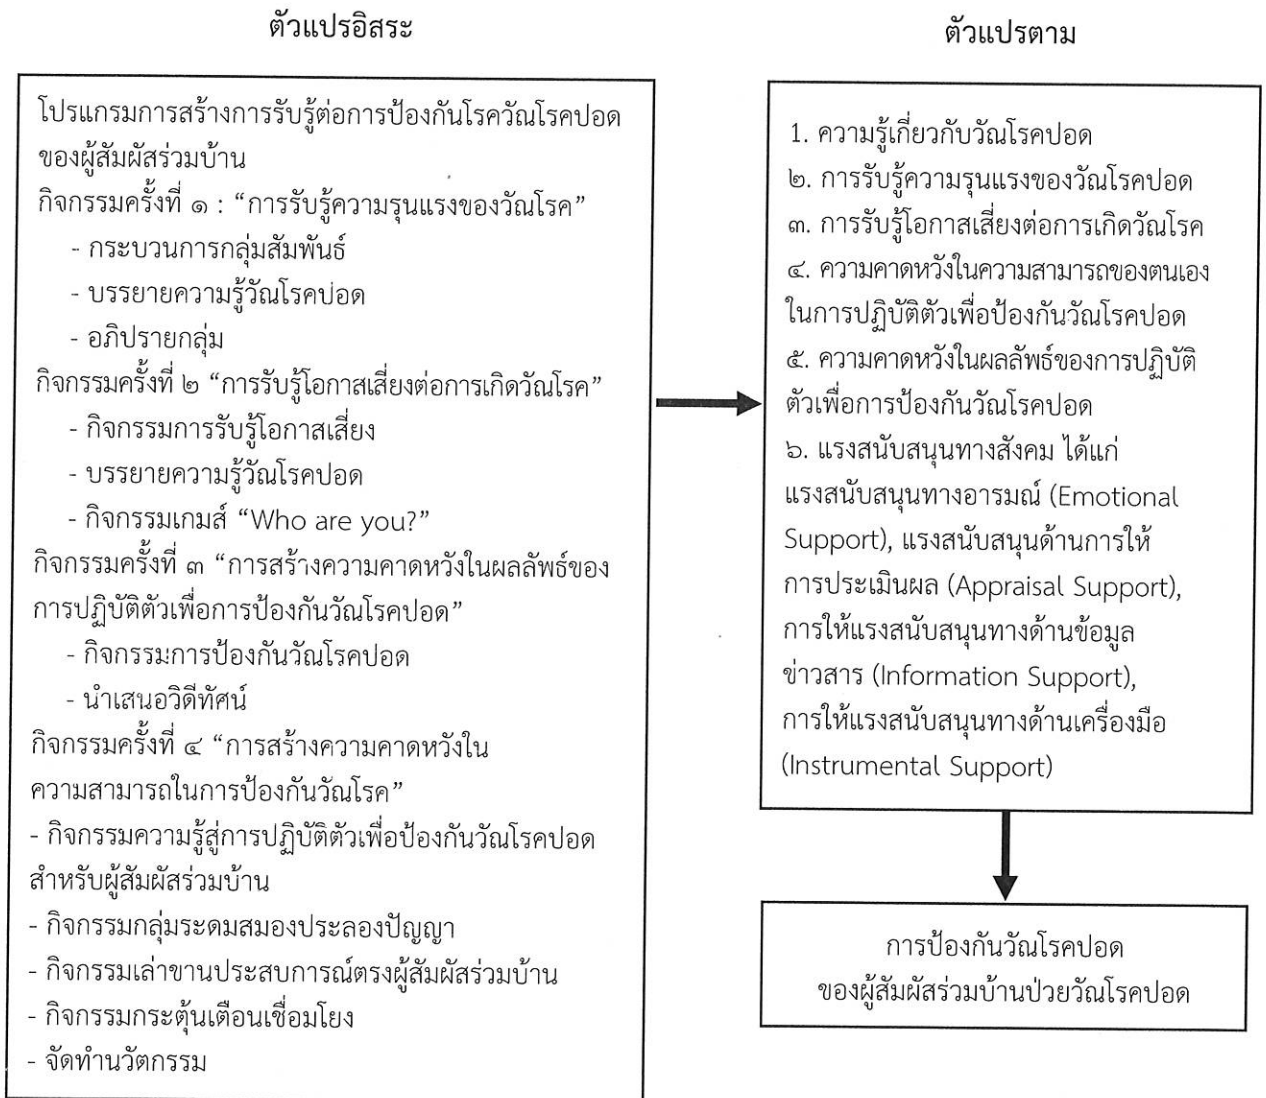 ตัวแปรอิสระ
โปรแกรมการสร้างการรับรู้ต่อการป้องกันโรควัณโรคปอด
ของผู้สัมผัสร่วมบ้าน
กิจกรรมครั้งที่ ๑ : “การรับรู้ความรุนแรงของวัณโรค”
- กระบวนการกลุ่มสัมพันธ์
- บรรยายความรู้วัณโรคปอด
- อภิปรายกลุ่ม
กิจกรรมครั้งที่ ๒ “การรับรู้โอกาสเสี่ยงต่อการเกิดวัณโรค”
- กิจกรรมการรับรู้โอกาสเสี่ยง
- บรรยายความรู้วัณโรคปอด
- กิจกรรมเกมส์ “Who are you?”
กิจกรรมครั้งที่ ๓ “การสร้างความคาดหวังในผลลัพธ์ของ
การปฏิบัติตัวเพื่อการป้องกันวัณโรคปอด”
- กิจกรรมการป้องกันวัณโรคปอด
- นำเสนอวิดีทัศน์
กิจกรรมครั้งที่ ๔ “การสร้างความคาดหวังใน
ความสามารถในการป้องกันวัณโรค”
- กิจกรรมความรู้สู่การปฏิบัติตัวเพื่อป้องกันวัณโรคปอด
สำหรับผู้สัมผัสร่วมบ้าน
- กิจกรรมกลุ่มระดมสมองประลองปัญญา
- กิจกรรมเล่าขานประสบการณ์ตรงผู้สัมผัสร่วมบ้าน
- กิจกรรมกระตุ้นเตือนเชื่อมโยง
- จัดทำนวัตกรรม
ตัวแปรตาม
1. ความรู้เกี่ยวกับวัณโรคปอด
๒. การรับรู้ความรุนแรงของวัณโรคปอด
๓. การรับรู้โอกาสเสี่ยงต่อการเกิดวัณโรค
๔. ความคาดหวังในความสามารถของตนเอง
ในการปฏิบัติตัวเพื่อป้องกันวัณโรคปอด
๕. ความคาดหวังในผลลัพธ์ของการปฏิบัติ
ตัวเพื่อการป้องกันวัณโรคปอด
๖. แรงสนับสนุนทางสังคม ได้แก่
แรงสนับสนุนทางอารมณ์ (Emotional
Support), แรงสนับสนุนด้านการให้
การประเมินผล (Appraisal Support),
การให้แรงสนับสนุนทางด้านข้อมูล
ข่าวสาร (Information Support),
การให้แรงสนับสนุนทางด้านเครื่องมือ
(Instrumental Support)
การป้องกันวัณโรคปอด
ของผู้สัมผัสร่วมบ้านป่วยวัณโรคปอด